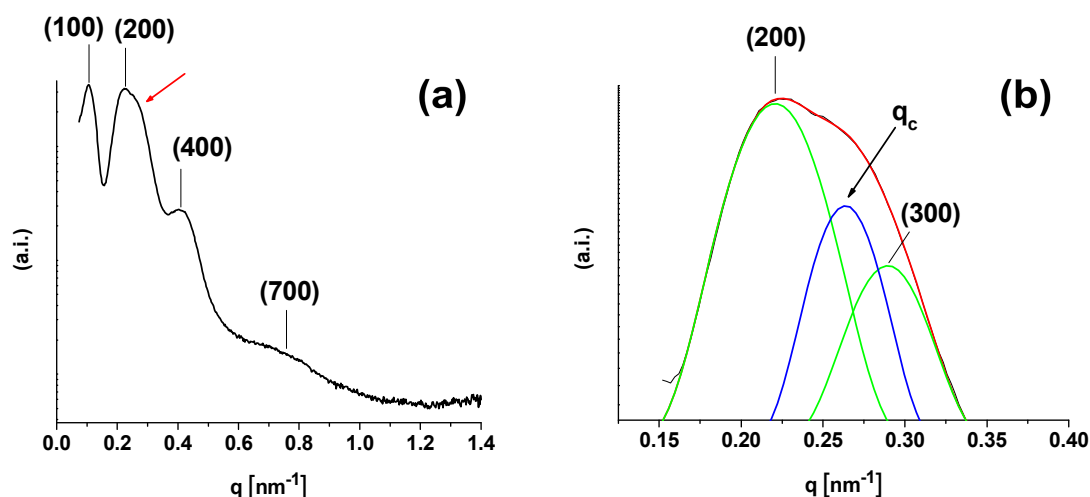 (100) (200)
(a)
(400)
(700)
(a.i.)
0.0 0.2 0.4 0.6 0.8 1.0 1.2 1.4
q [nm⁻¹]
(200)
(b)
q_c
(300)
(a.i.)
0.15 0.20 0.25 0.30 0.35 0.40
q [nm⁻¹]